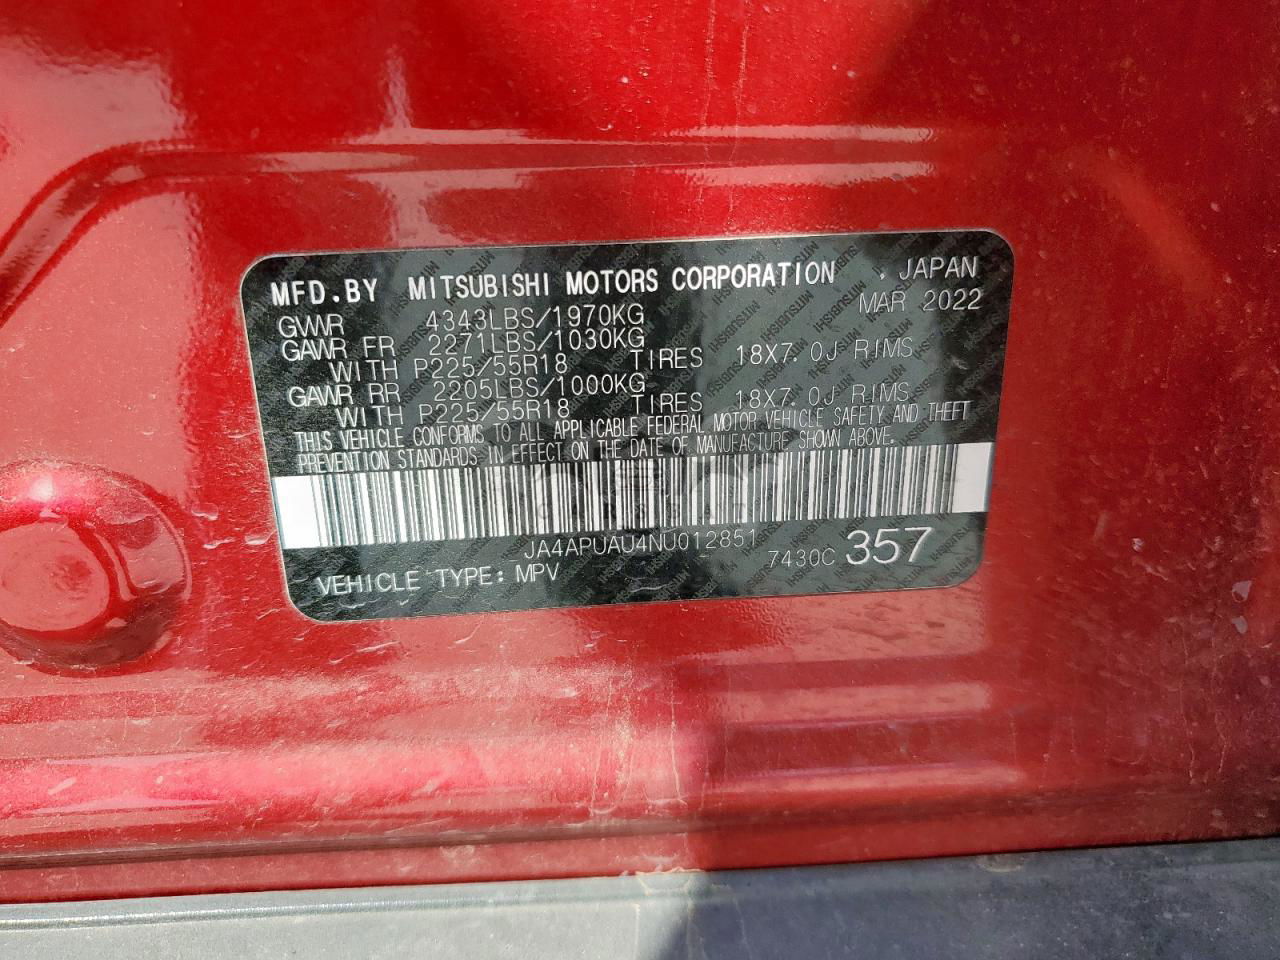 MFD.BY MITSUBISHI MOTORS CORPORATION , JAPAN
MAR 2022
GVWR 4343LBS/1970KG
GAWR FR 2271LBS/1030KG
WITH P225/55R18 TIRES 18X7.0J RIMS
GAWR RR 2205LBS/1000KG
WITH P225/55R18 TIRES 18X7.0J RIMS
THIS VEHICLE CONFORMS TO ALL APPLICABLE FEDERAL MOTOR VEHICLE SAFETY AND THEFT
PREVENTION STANDARDS IN EFFECT ON THE DATE OF MANUFACTURE SHOWN ABOVE.
JA4APUAU4NU012851
VEHICLE TYPE: MPV 7430C 357